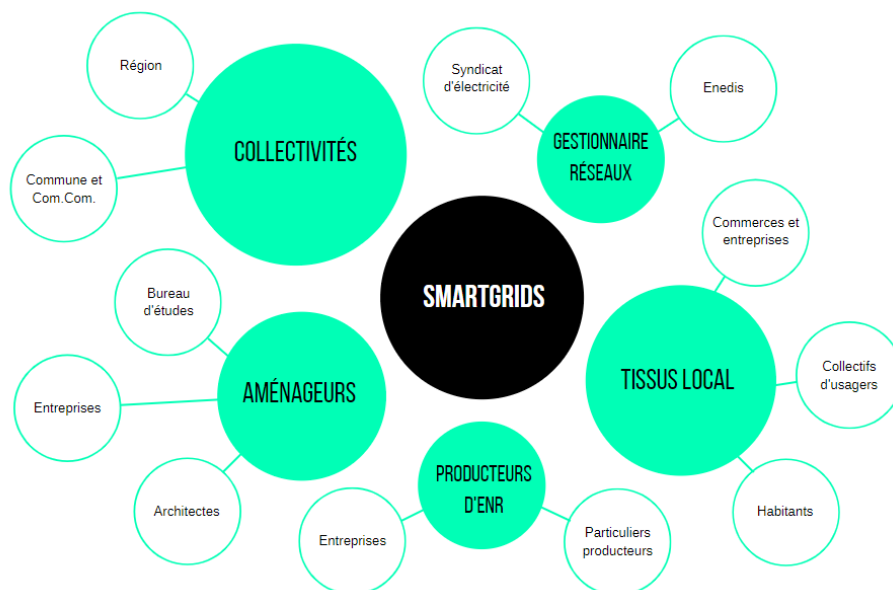 Région
COLLECTIVITÉS
Commune et
Com.Com.
Syndicat
d'électricité
Enedis
GESTIONNAIRE
RÉSEAUX
SMARTGRIDS
Commerces et
entreprises
TISSUS LOCAL
Collectifs
d'usagers
Habitants
Bureau
d'études
Entreprises
AMÉNAGEURS
Architectes
PRODUCTEURS
D'ENR
Entreprises
Particuliers
producteurs